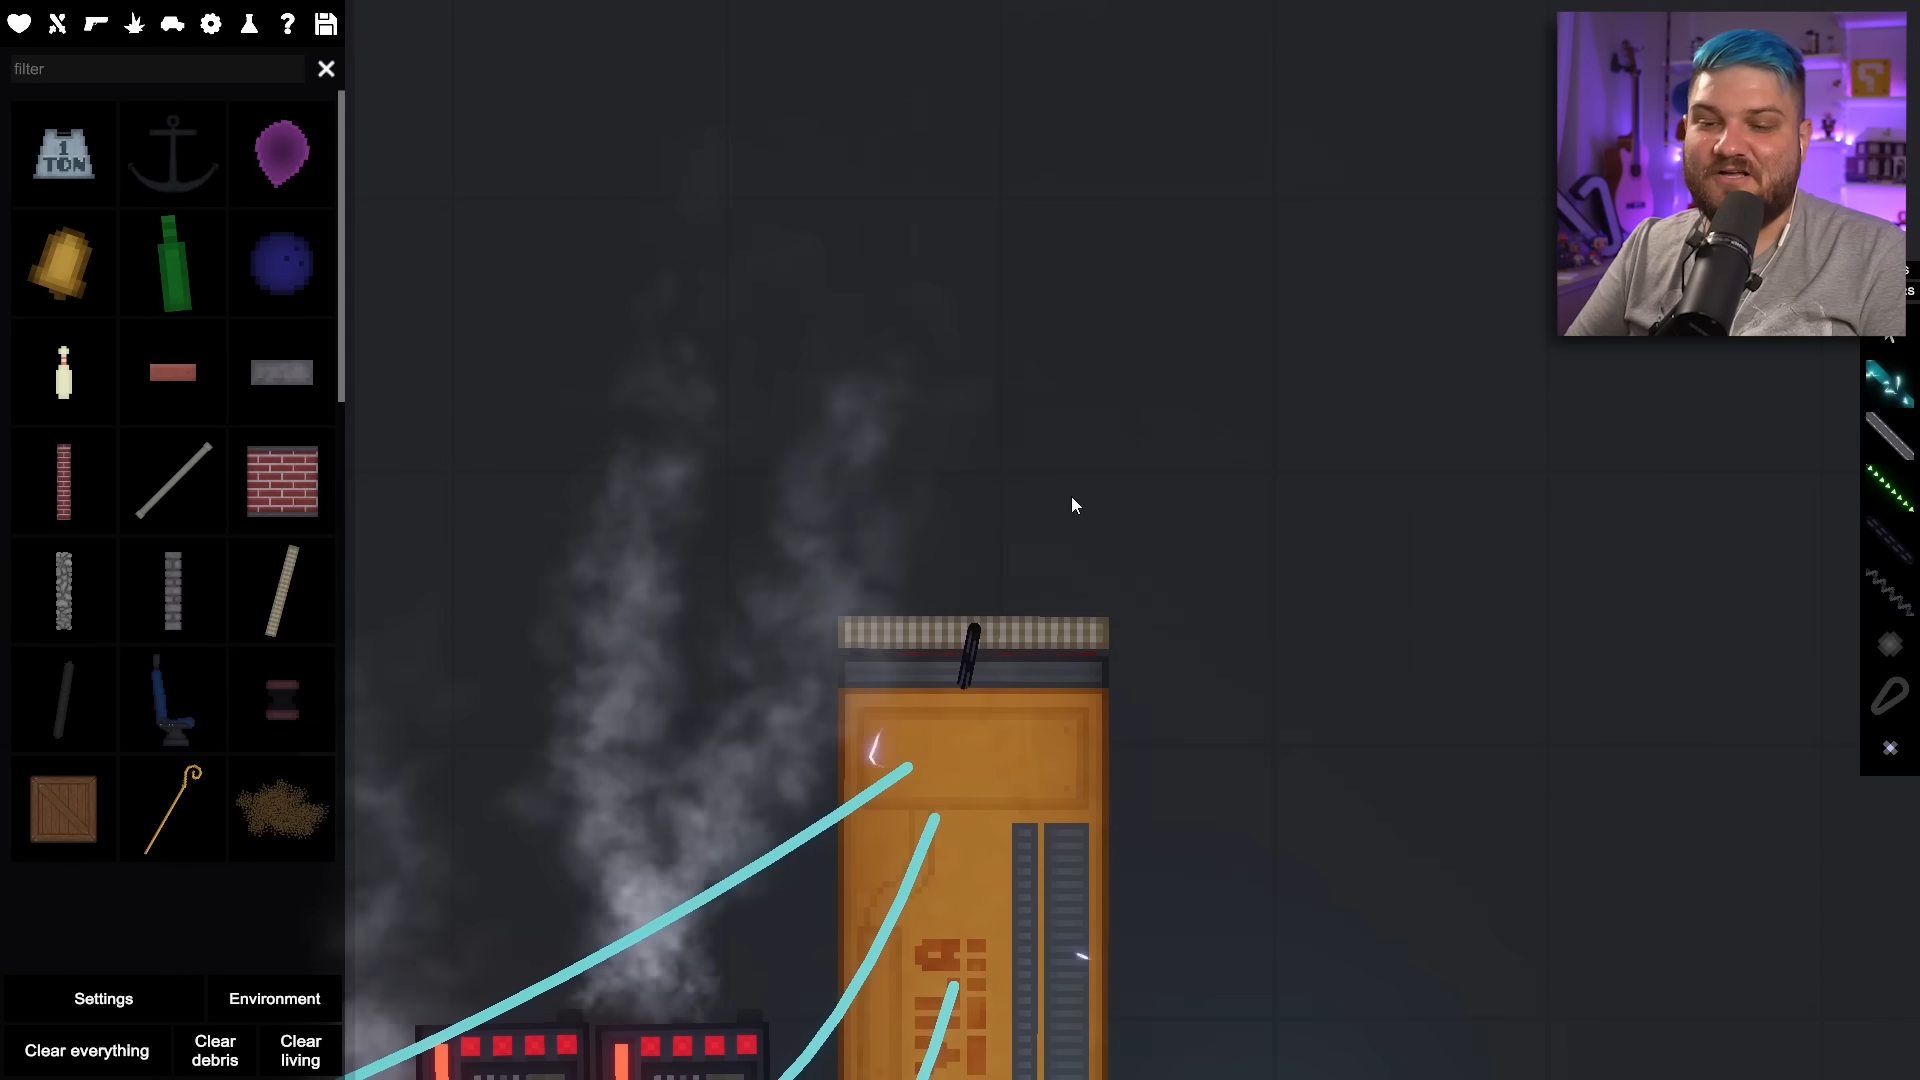 filter
1
TON
Settings
Environment
Clear everything
Clear
debris
Clear
living